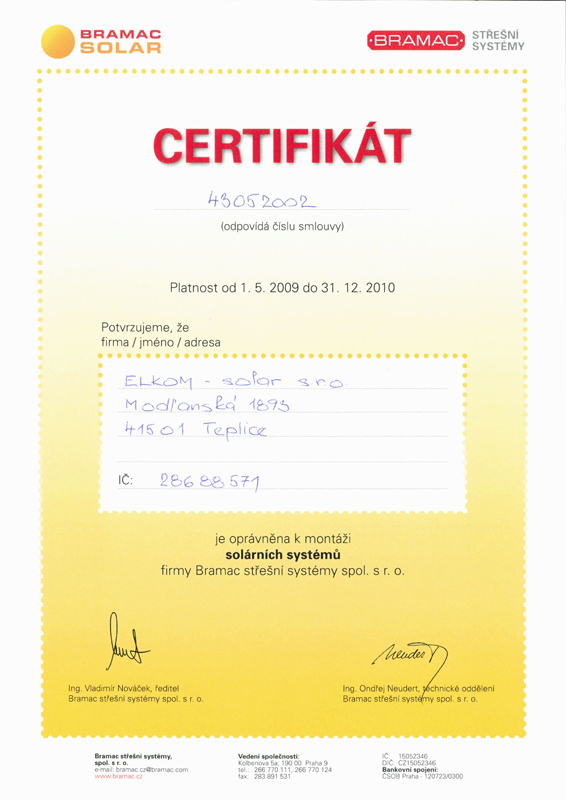 BRAMAC
SOLAR
BRAMAC
STŘEŠNÍ
SYSTÉMY
CERTIFIKÁT
43052002
(odpovídá číslu smlouvy)
Platnost od 1. 5. 2009 do 31. 12. 2010
Potvrzujeme, že
firma / jméno / adresa
ELKOM - solar s r o
Modlanská 1893
41501 Teplice
IČ: 28688571
je oprávněna k montáži
solárních systémů
firmy Bramac střešní systémy spol. s r. o.
Neudert
Ing. Vladimír Nováček, ředitel
Bramac střešní systémy spol. s r. o.
Ing. Ondřej Neudert, technické oddělení
Bramac střešní systémy spol. s r. o.
Bramac střešní systémy,
spol. s r. o.
e-mail: bramac.cz@bramac.com
www.bramac.cz
Vedení společnosti:
Kolbenova 5a, 190 00 Praha 9
tel.: 266 770 111, 266 770 124
fax: 283 891 531
IČ: 15052346
DIČ: CZ15052346
Bankovní spojení:
ČSOB Praha - 120723/0300